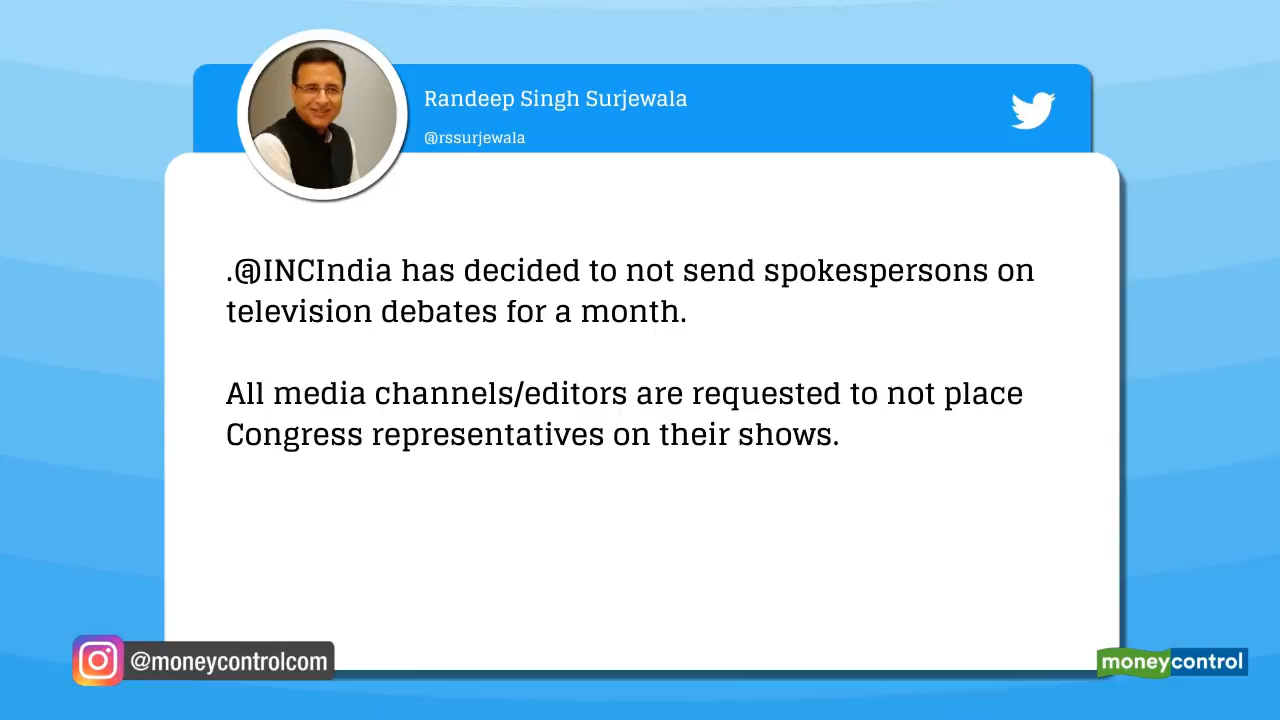 Randeep Singh Surjewala
@rssurjewala
.@INCIndia has decided to not send spokespersons on
television debates for a month.
All media channels/editors are requested to not place
Congress representatives on their shows.
@moneycontrolcom
moneycontrol